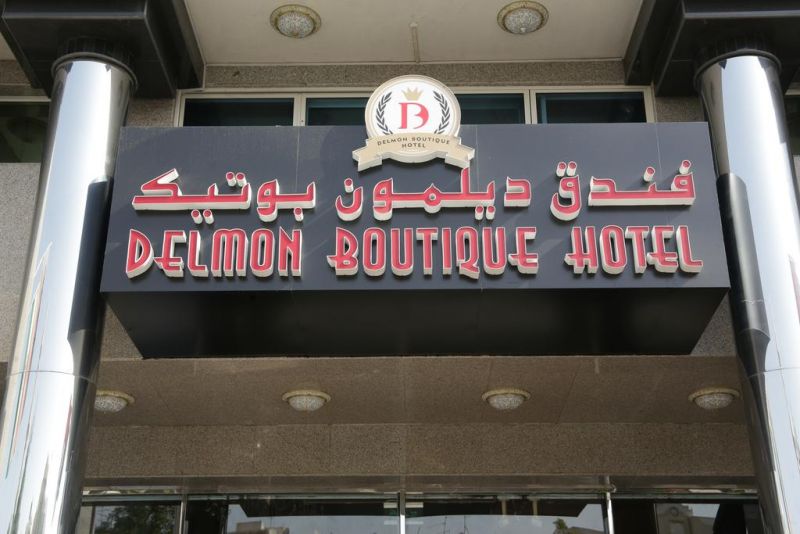 B
DELMON BOUTIQUE
HOTEL
فندق ديلمون بوتيك
DELMON BOUTIQUE HOTEL